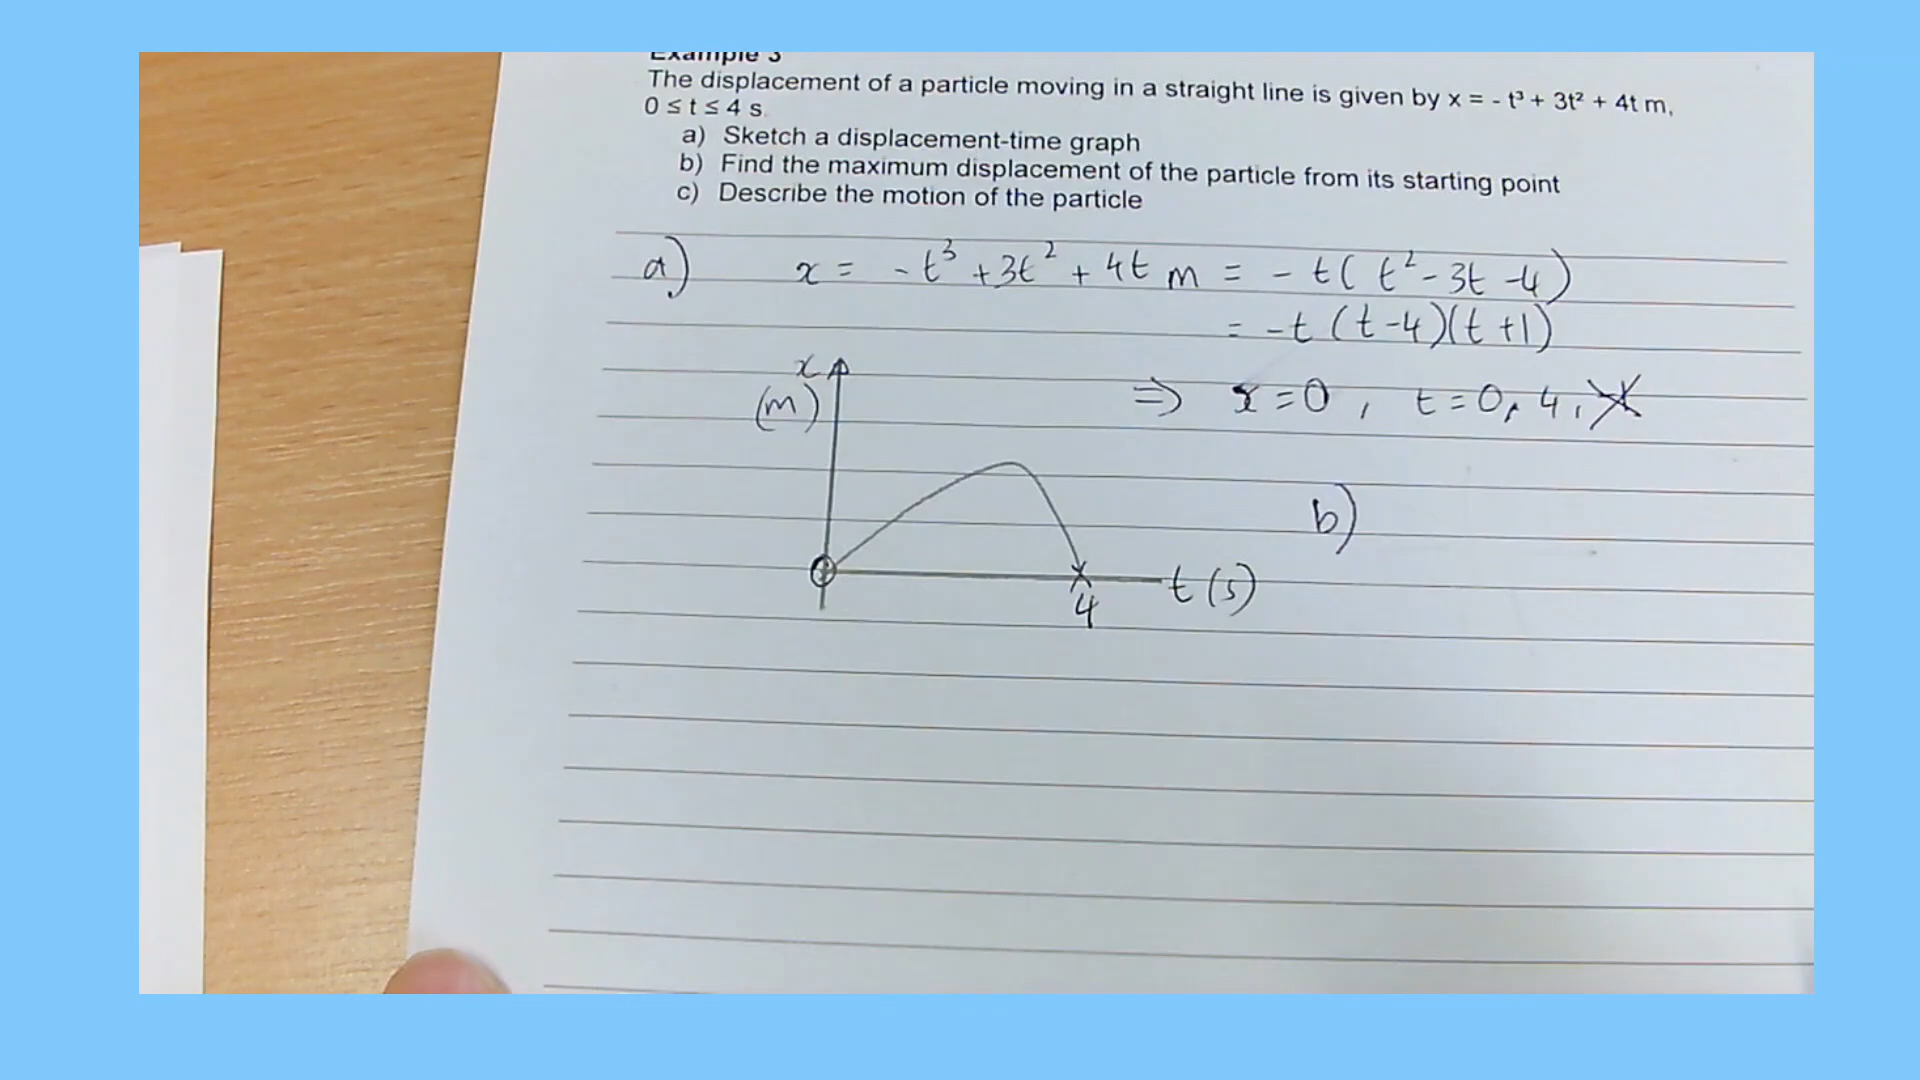 Example 3
The displacement of a particle moving in a straight line is given by x = - t³ + 3t² + 4t m,
0 ≤ t ≤ 4 s.
a) Sketch a displacement-time graph
b) Find the maximum displacement of the particle from its starting point
c) Describe the motion of the particle
a) x = -t³ + 3t² + 4t m = - t( t² - 3t - 4)
= -t (t-4)(t+1)
x
(m)
⇒ x = 0, t = 0, 4,
b)
0
t (s)
4